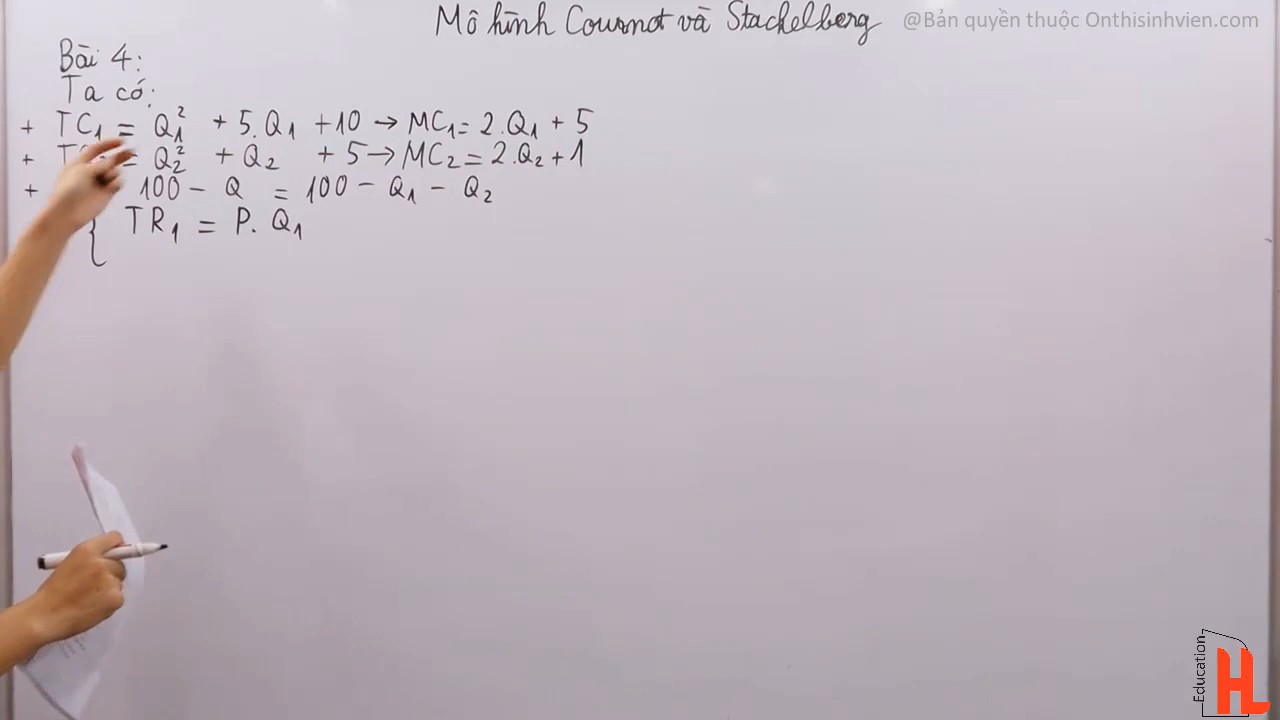 Mô hình Cournot và Stackelberg
@Bản quyền thuộc Onthisinhvien.com
Bài 4:
Ta có:
+ TC₁ = Q₁² + 5.Q₁ + 10 → MC₁ = 2.Q₁ + 5
+ = Q₂² + Q₂ + 5 → MC₂ = 2.Q₂ + 1
+ 100 - Q = 100 - Q₁ - Q₂
{ TR₁ = P. Q₁
Education
HL